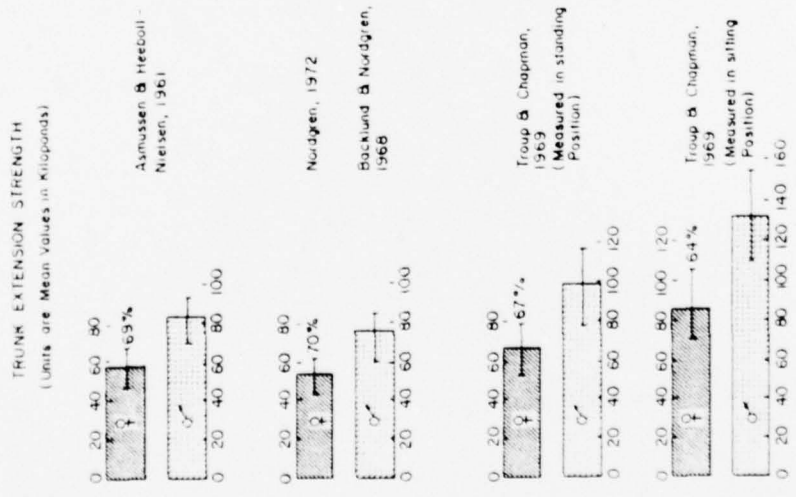 TRUNK EXTENSION STRENGTH
(Units are Mean Values in Kiloponds)
0 20 40 60 80
♀ 69%
Asmussen & Heeboll-
Nielsen, 1961
♂
0 20 40 60 80 100
0 20 40 60 80
♀ 70%
Nordgren, 1972
♂
Backlund & Nordgren,
1968
0 20 40 60 80 100
0 20 40 60 80
♀ 67%
Troup & Chapman,
1969
(Measured in standing
Position)
♂
0 20 40 60 80 100 120
0 20 40 60 80 100 120
♀ 64%
Troup & Chapman,
1969
(Measured in sitting
Position)
♂
0 20 40 60 80 100 120 140 160